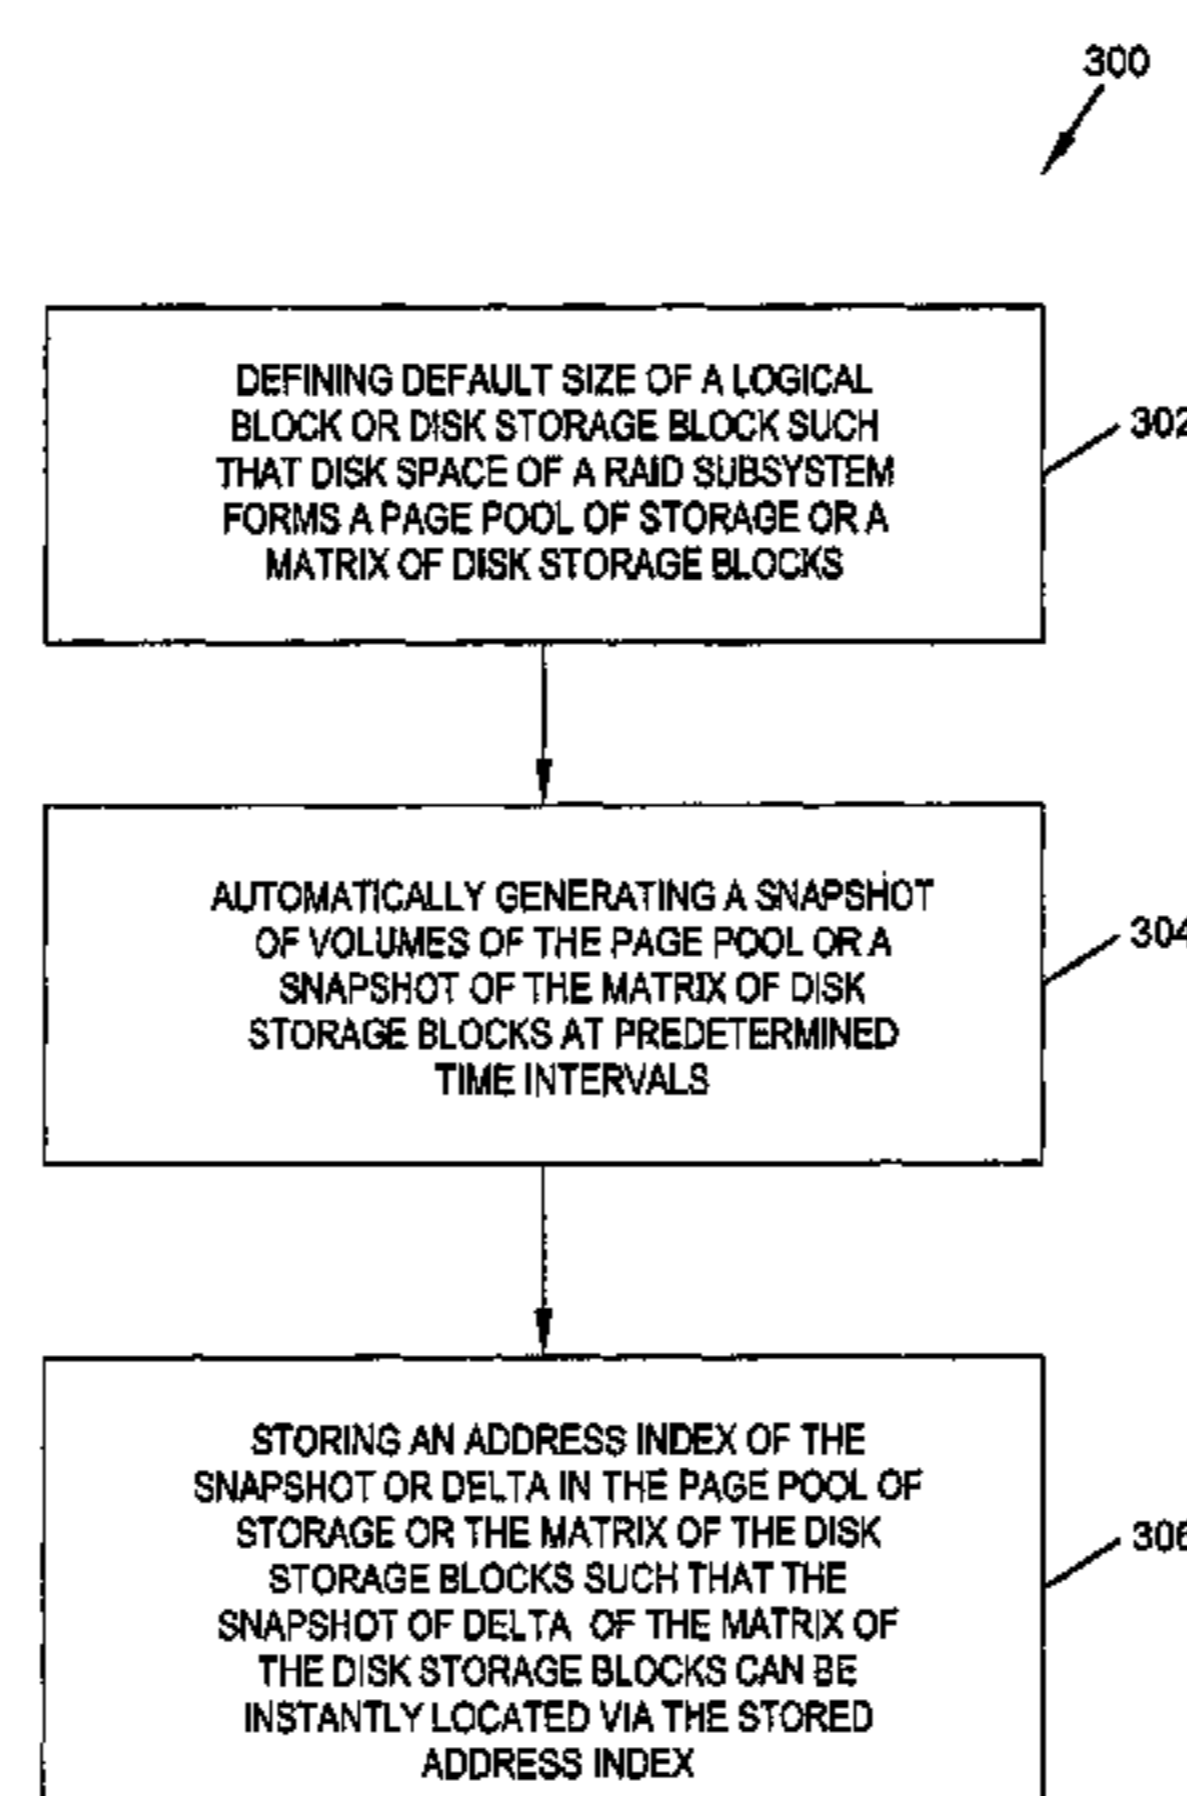 300
DEFINING DEFAULT SIZE OF A LOGICAL
BLOCK OR DISK STORAGE BLOCK SUCH
THAT DISK SPACE OF A RAID SUBSYSTEM
FORMS A PAGE POOL OF STORAGE OR A
MATRIX OF DISK STORAGE BLOCKS
302
AUTOMATICALLY GENERATING A SNAPSHOT
OF VOLUMES OF THE PAGE POOL OR A
SNAPSHOT OF THE MATRIX OF DISK
STORAGE BLOCKS AT PREDETERMINED
TIME INTERVALS
304
STORING AN ADDRESS INDEX OF THE
SNAPSHOT OR DELTA IN THE PAGE POOL OF
STORAGE OR THE MATRIX OF THE DISK
STORAGE BLOCKS SUCH THAT THE
SNAPSHOT OF DELTA OF THE MATRIX OF
THE DISK STORAGE BLOCKS CAN BE
INSTANTLY LOCATED VIA THE STORED
ADDRESS INDEX
306